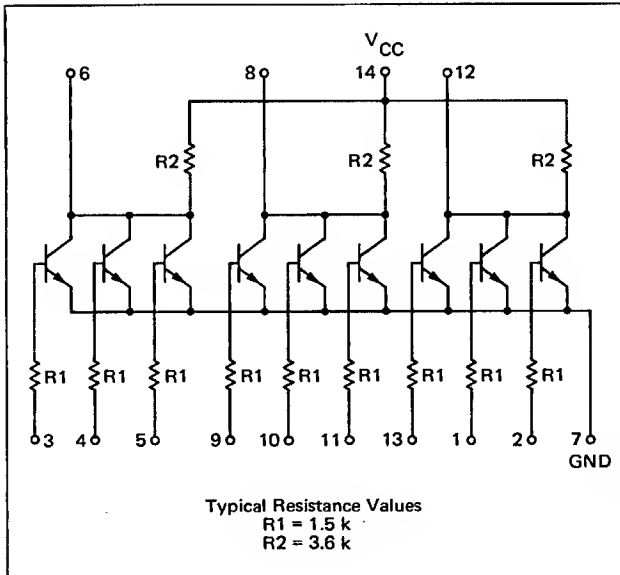 V CC
6 8 14 12
R2 R2 R2
R1 R1 R1 R1 R1 R1 R1 R1 R1
3 4 5 9 10 11 13 1 2 7
GND
Typical Resistance Values
R1 = 1.5 k
R2 = 3.6 k